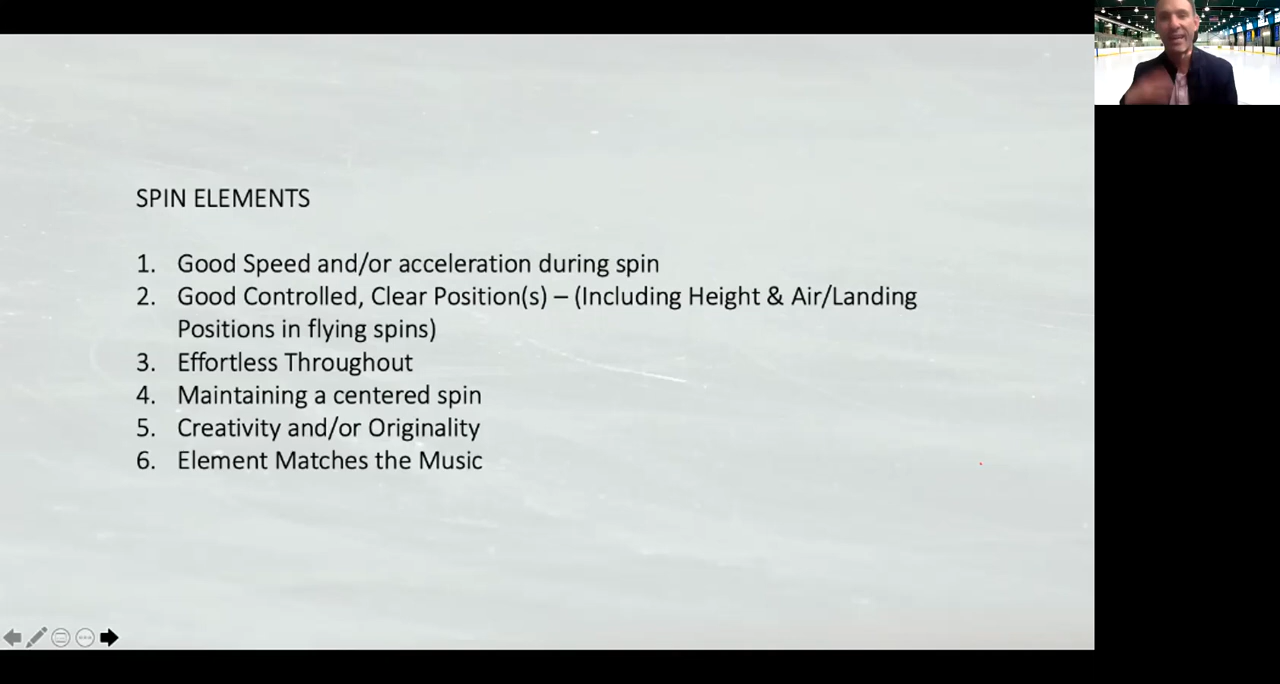 SPIN ELEMENTS
1. Good Speed and/or acceleration during spin
2. Good Controlled, Clear Position(s) – (Including Height & Air/Landing
Positions in flying spins)
3. Effortless Throughout
4. Maintaining a centered spin
5. Creativity and/or Originality
6. Element Matches the Music